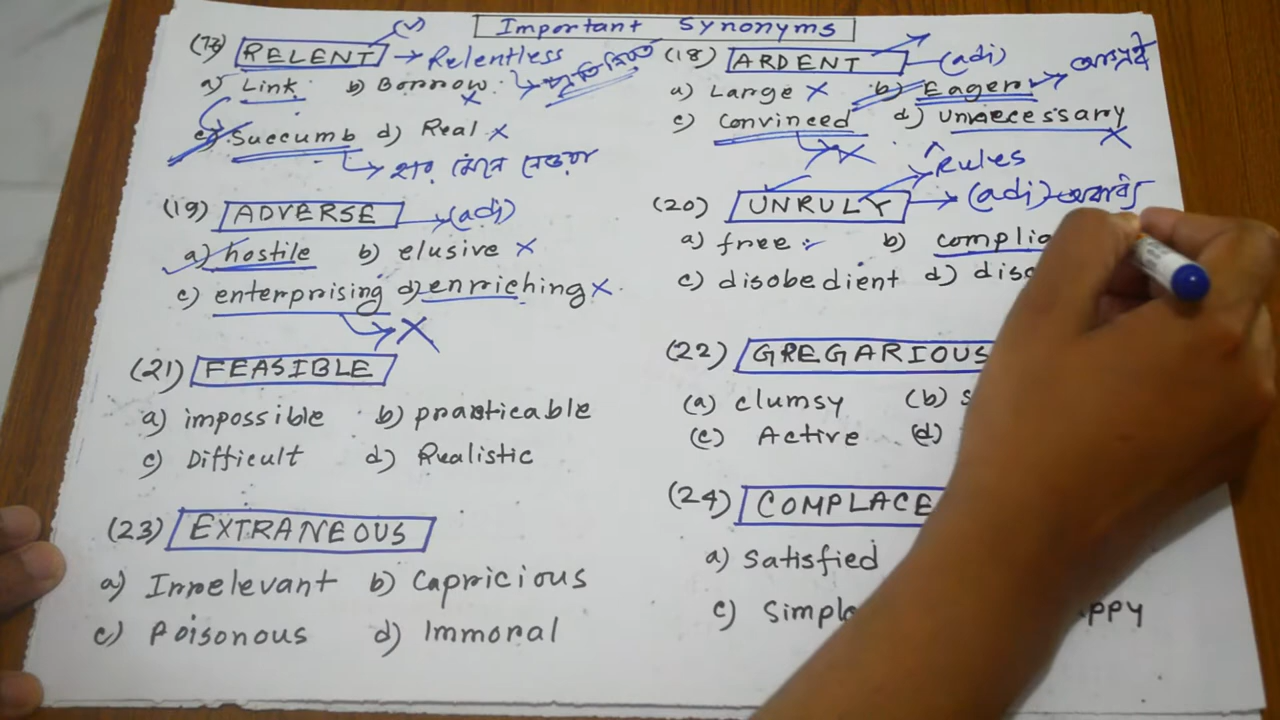 Important Synonyms
(17) RELENT (v) → Relentless
a) Link b) Borrow x
c) Succumb d) Real x
→ হার মেনে নেওয়া
(18) ARDENT (adj)
a) Large x b) Eager →
c) Convinced x d) Unnecessary x
(19) ADVERSE → (adj)
a) hostile b) elusive x
c) enterprising x d) enriching x
Rules
(20) UNRULY → (adj)
a) free b)
c) disobedient d)
(21) FEASIBLE
a) impossible b) practicable
c) Difficult d) Realistic
(22) GREGARIOUS
(a) clumsy (b)
(c) Active (d)
(23) EXTRANEOUS
a) Irrelevant b) Capricious
c) Poisonous d) Immoral
(24) COMPLACE
a) Satisfied
c) Simpl